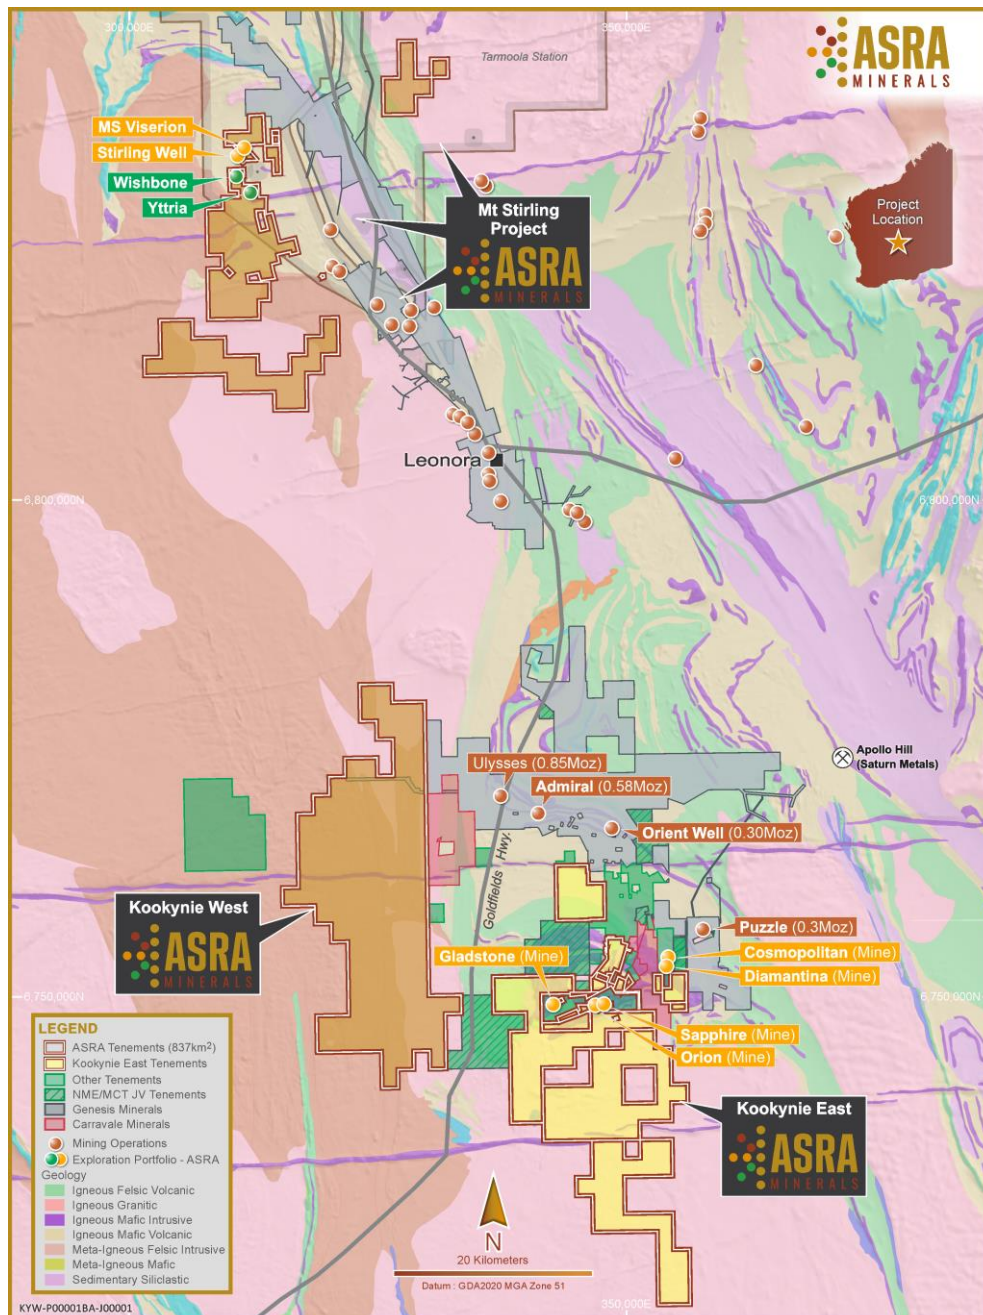 300,000E
350,000E
Tarmoola Station
ASRA
MINERALS
MS Viserion
Stirling Well
Wishbone
Yttria
Mt Stirling
Project
ASRA
MINERALS
Project
Location
Leonora
6,800,000N
6,800,000N
Apollo Hill
(Saturn Metals)
Ulysses (0.85Moz)
Admiral (0.58Moz)
Orient Well (0.30Moz)
Goldfields Hwy.
Kookynie West
ASRA
MINERALS
Puzzle (0.3Moz)
Gladstone (Mine)
Cosmopolitan (Mine)
Diamantina (Mine)
6,750,000N
6,750,000N
Sapphire (Mine)
Orion (Mine)
Kookynie East
ASRA
MINERALS
LEGEND
ASRA Tenements (837km²)
Kookynie East Tenements
Other Tenements
NME/MCT JV Tenements
Genesis Minerals
Carravale Minerals
Mining Operations
Exploration Portfolio - ASRA
Geology
Igneous Felsic Volcanic
Igneous Granitic
Igneous Mafic Intrusive
Igneous Mafic Volcanic
Meta-Igneous Felsic Intrusive
Meta-Igneous Mafic
Sedimentary Siliclastic
N
20 Kilometers
Datum : GDA2020 MGA Zone 51
350,000E
KYW-P00001BA-J00001